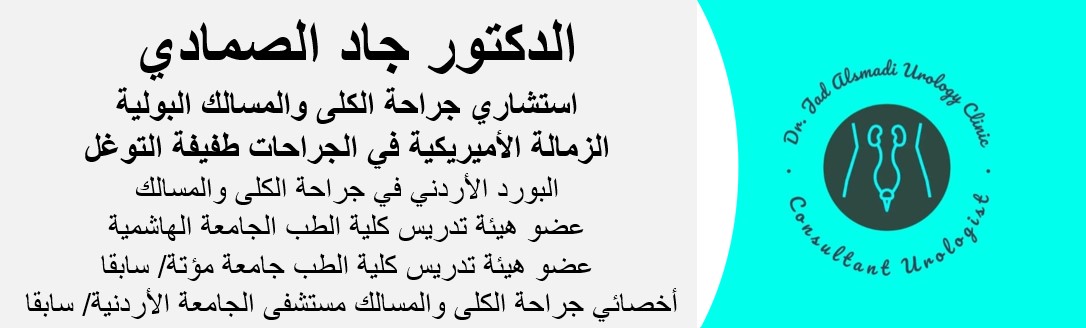 الدكتور جاد الصمادي
استشاري جراحة الكلى والمسالك البولية
الزمالة الأميريكية في الجراحات طفيفة التوغل
البورد الأردني في جراحة الكلى والمسالك
عضو هيئة تدريس كلية الطب الجامعة الهاشمية
عضو هيئة تدريس كلية الطب جامعة مؤتة/ سابقا
أخصائي جراحة الكلى والمسالك مستشفى الجامعة الأردنية/ سابقا
Dr. Jad Alsmadi Urology Clinic
Consultant Urologist